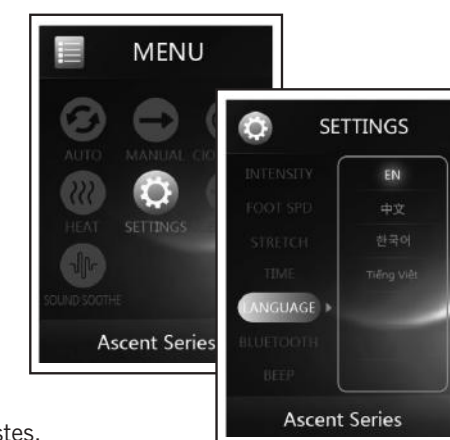 MENU
AUTO
MANUAL
HEAT
SETTINGS
SOUND SOOTHE
Ascent Series
SETTINGS
INTENSITY
EN
FOOT SPD
中文
STRETCH
한국어
TIME
Tiếng Việt
LANGUAGE
BLUETOOTH
BEEP
Ascent Series